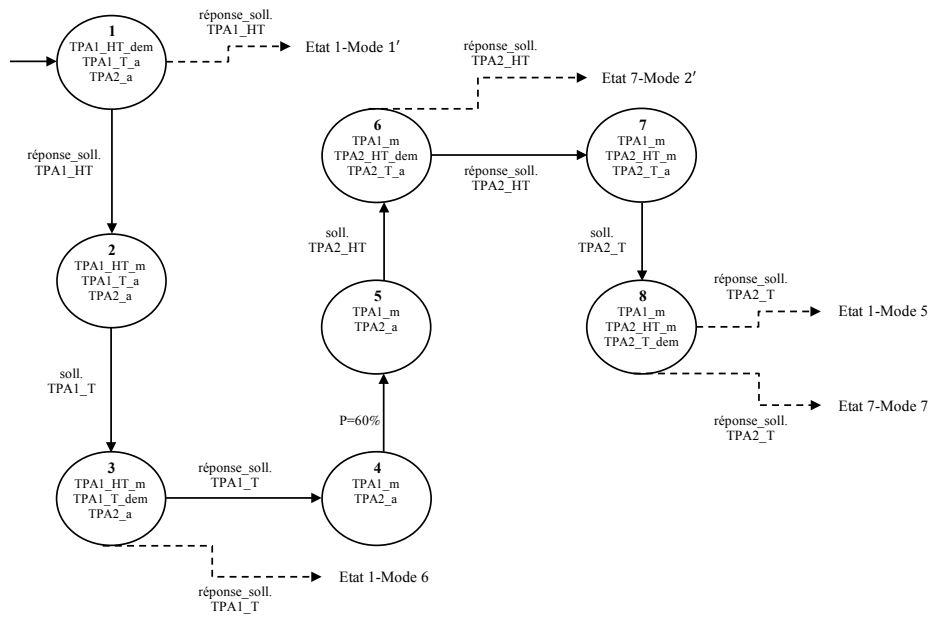 1
TPA1_HT_dem
TPA1_T_a
TPA2_a
réponse_soll.
TPA1_HT
Etat 1-Mode 1′
réponse_soll.
TPA1_HT
2
TPA1_HT_m
TPA1_T_a
TPA2_a
soll.
TPA1_T
3
TPA1_HT_m
TPA1_T_dem
TPA2_a
réponse_soll.
TPA1_T
Etat 1-Mode 6
réponse_soll.
TPA1_T
4
TPA1_m
TPA2_a
P=60%
5
TPA1_m
TPA2_a
soll.
TPA2_HT
6
TPA1_m
TPA2_HT_dem
TPA2_T_a
réponse_soll.
TPA2_HT
Etat 7-Mode 2′
réponse_soll.
TPA2_HT
7
TPA1_m
TPA2_HT_m
TPA2_T_a
soll.
TPA2_T
8
TPA1_m
TPA2_HT_m
TPA2_T_dem
réponse_soll.
TPA2_T
Etat 1-Mode 5
réponse_soll.
TPA2_T
Etat 7-Mode 7